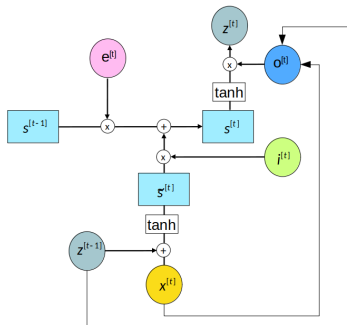 z[t]
e[t]
x
o[t]
tanh
s[t-1]
x
+
s[t]
x
i[t]
s̃[t]
tanh
z[t-1]
+
x[t]